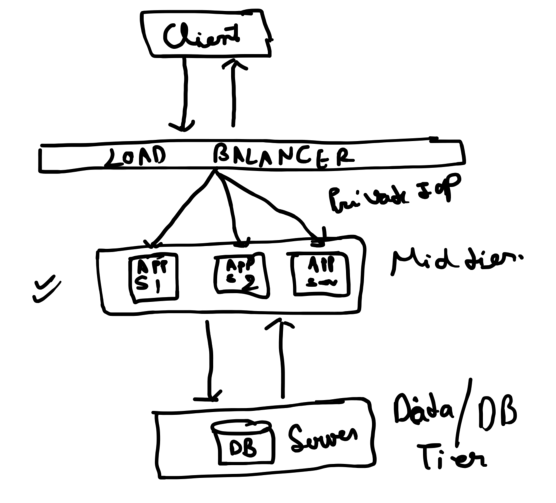 Client
LOAD BALANCER
Private IP
Mid tier.
APP
S1
APP
S2
APP
S-n
DB Server
Data/DB
Tier